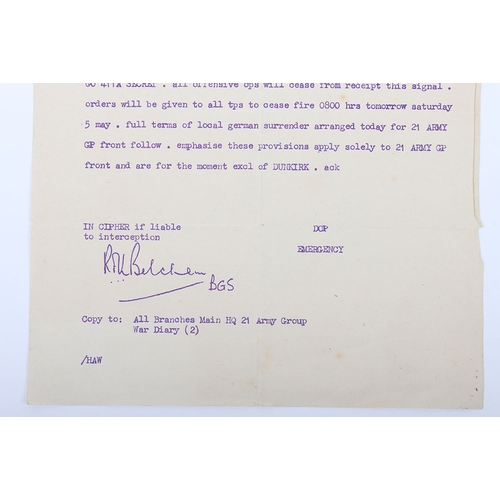 GO 411A SECRET . all offensive ops will cease from receipt this signal .
orders will be given to all tps to cease fire 0800 hrs tomorrow saturday
5 may . full terms of local german surrender arranged today for 21 ARMY
GP front follow . emphasise these provisions apply solely to 21 ARMY GP
front and are for the moment excl of DUNKIRK . ack
IN CIPHER if liable
to interception
DOP
EMERGENCY
Belchem
BGS
Copy to: All Branches Main HQ 21 Army Group
War Diary (2)
/HAW